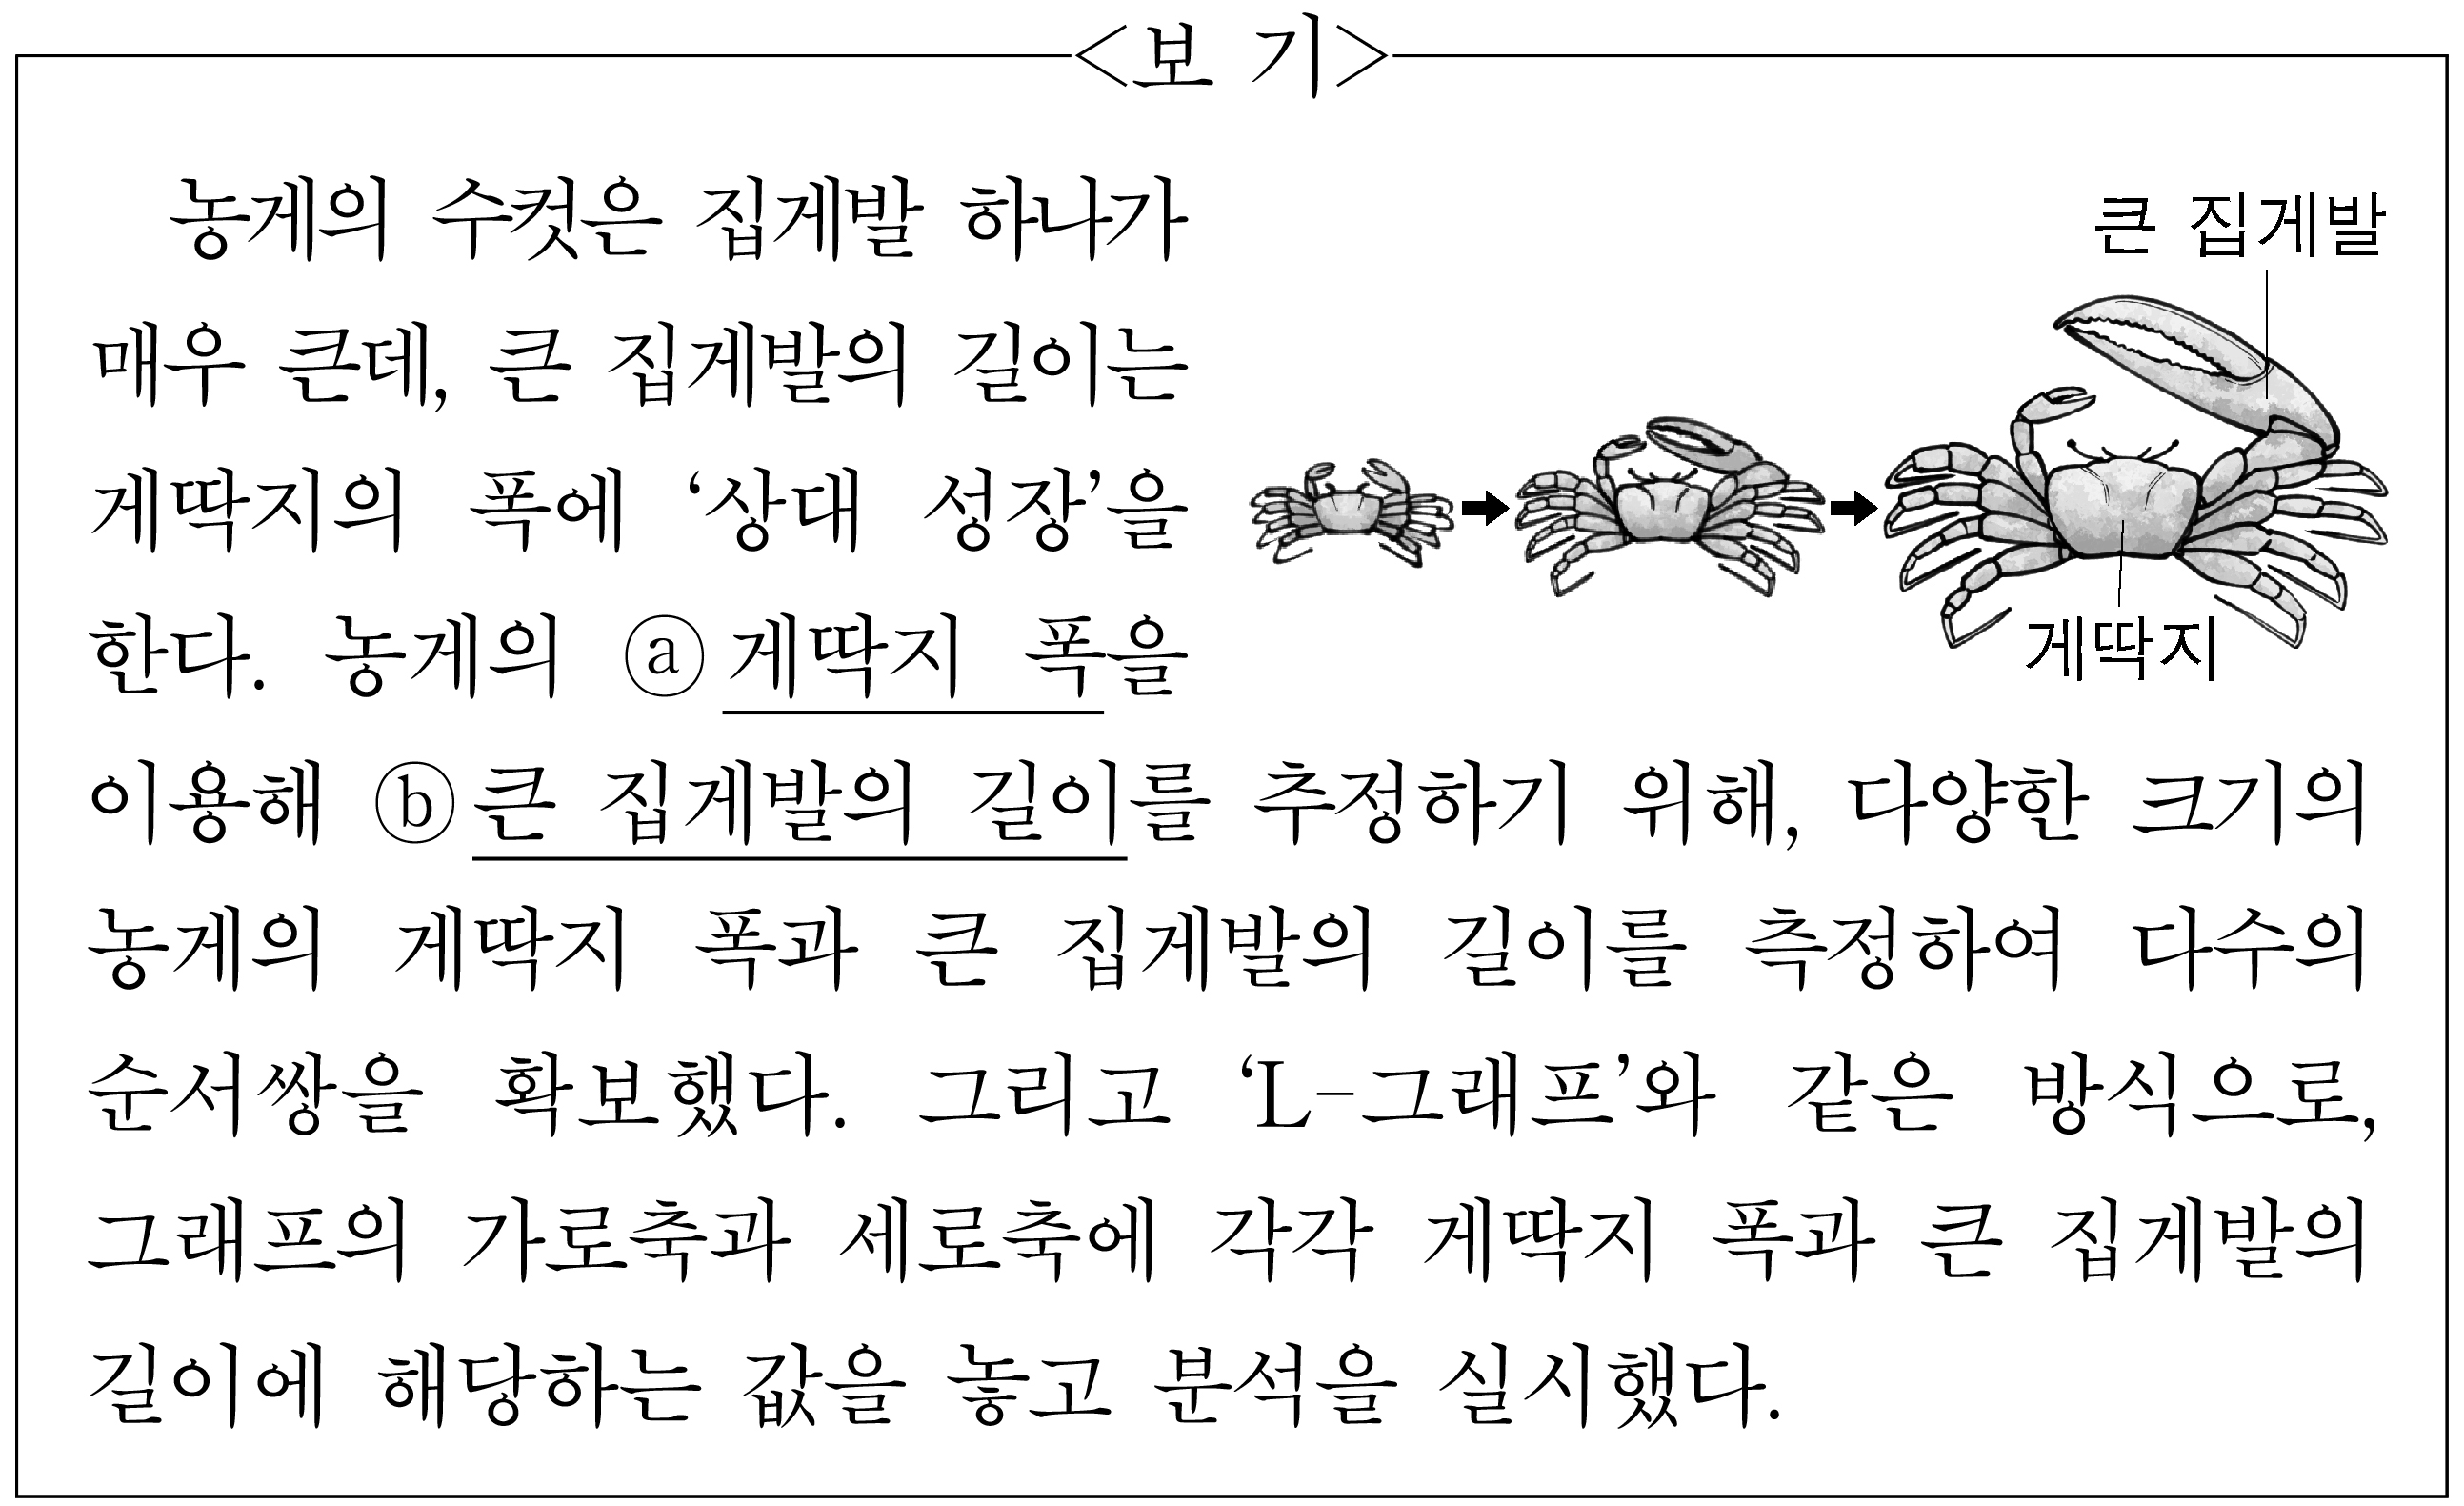 <보 기>
농게의 수컷은 집게발 하나가
매우 큰데, 큰 집게발의 길이는
게딱지의 폭에 ‘상대 성장’을
한다. 농게의 ⓐ게딱지 폭을
큰 집게발
게딱지
이용해 ⓑ큰 집게발의 길이를 추정하기 위해, 다양한 크기의
농게의 게딱지 폭과 큰 집게발의 길이를 측정하여 다수의
순서쌍을 확보했다. 그리고 ‘L-그래프’와 같은 방식으로,
그래프의 가로축과 세로축에 각각 게딱지 폭과 큰 집게발의
길이에 해당하는 값을 놓고 분석을 실시했다.